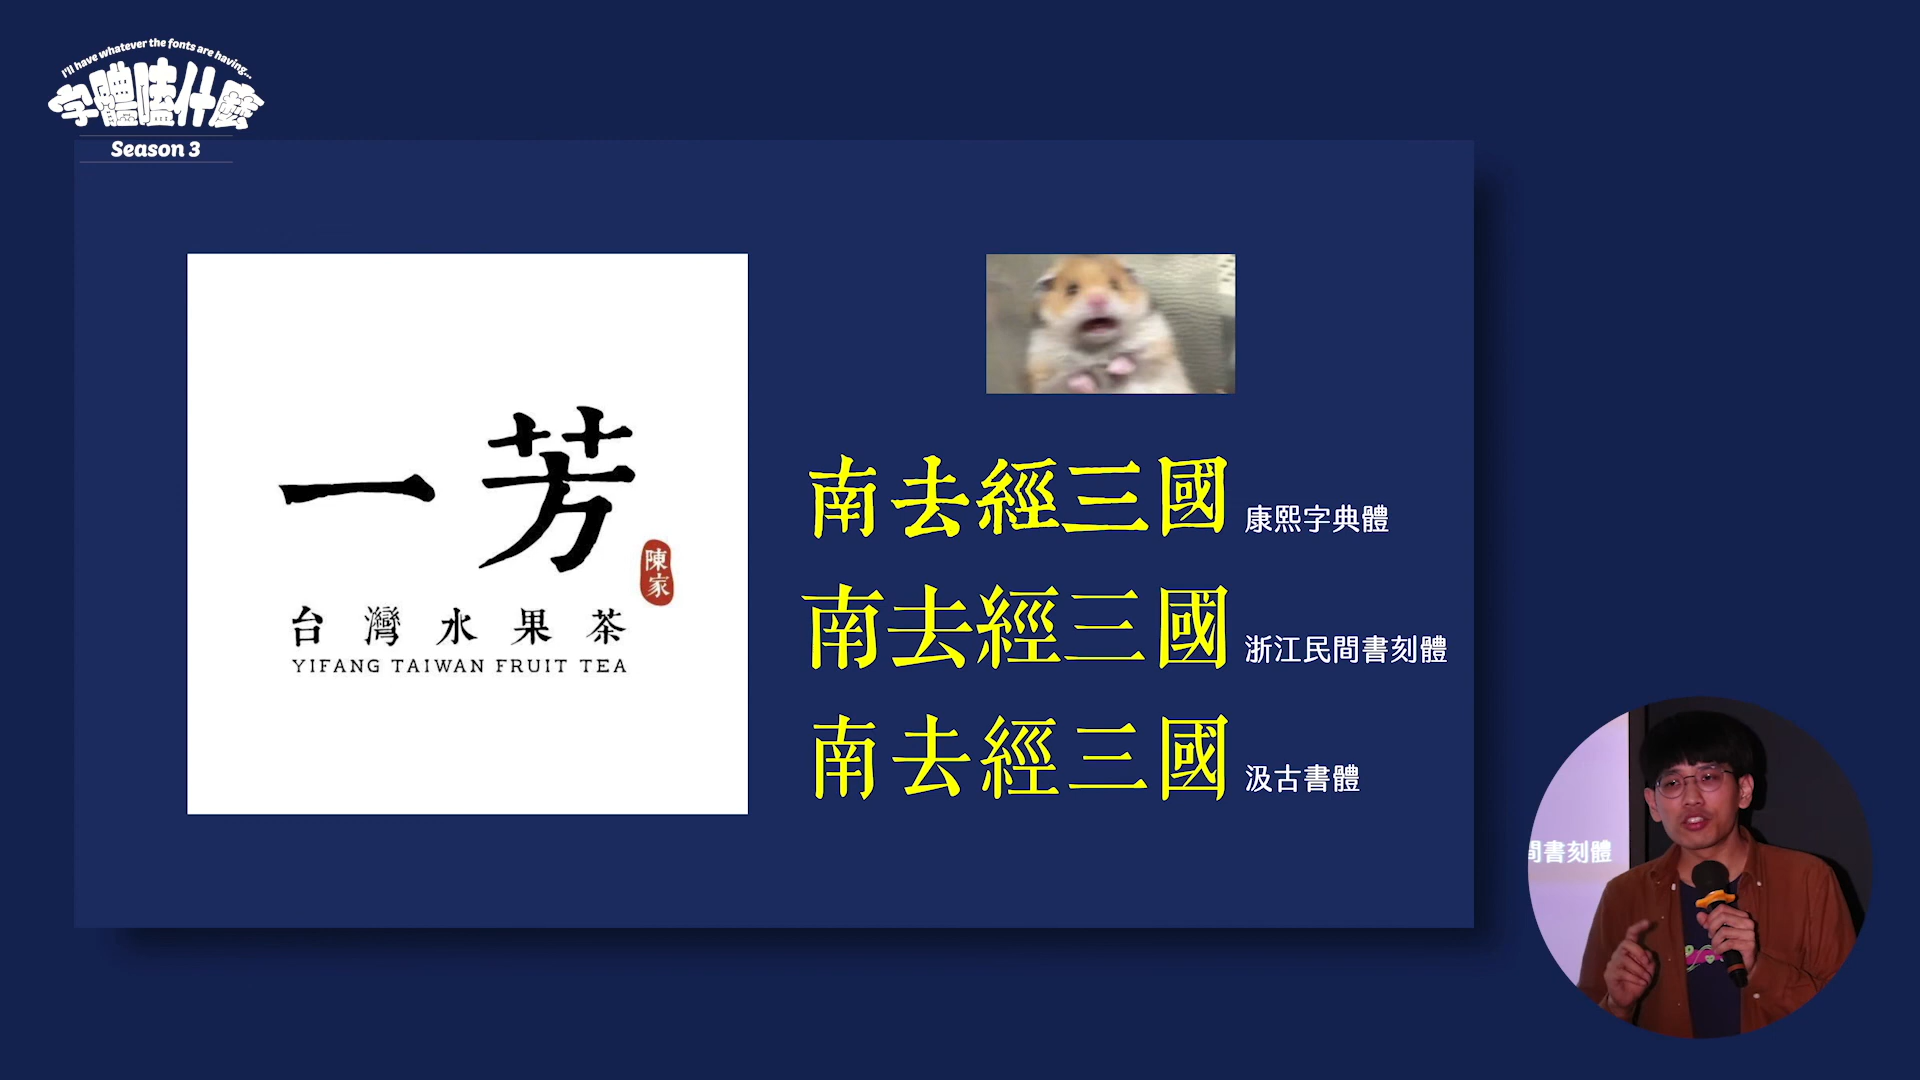 I'll have whatever the fonts are having...
字體嗑什麼
Season 3
一芳
陳家
台灣水果茶
YIFANG TAIWAN FRUIT TEA
南去經三國 康熙字典體
南去經三國 浙江民間書刻體
南去經三國 汲古書體
間書刻體